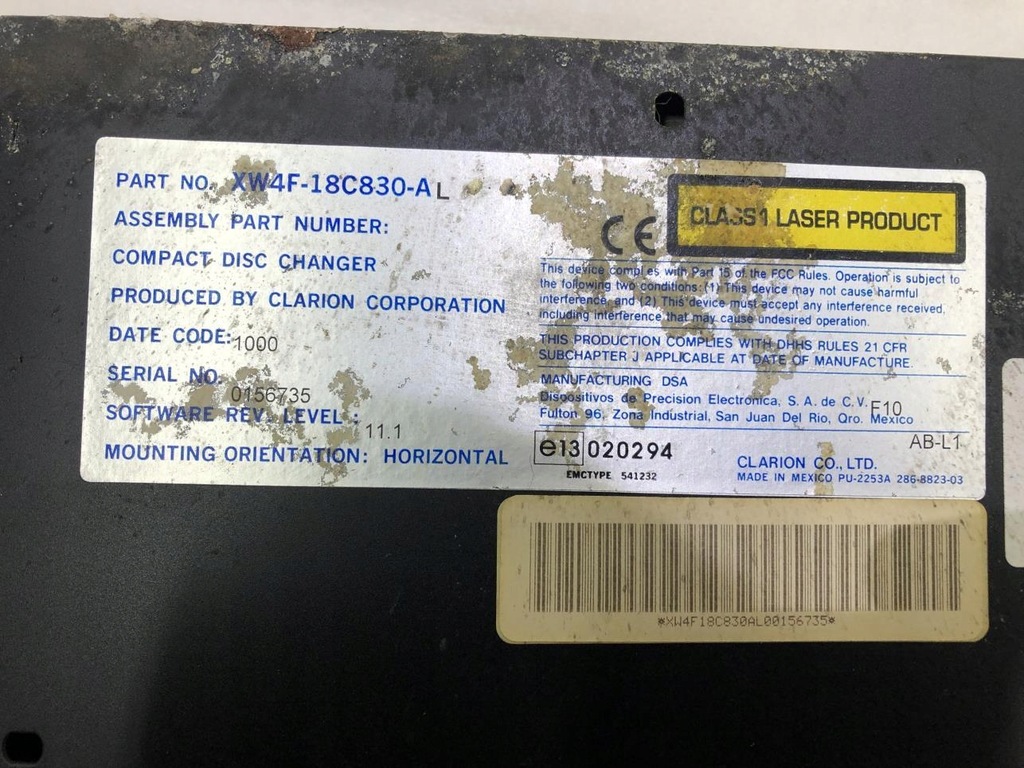 PART NO. XW4F-18C830-AL
ASSEMBLY PART NUMBER:
COMPACT DISC CHANGER
PRODUCED BY CLARION CORPORATION
DATE CODE:1000
SERIAL NO. 0156735
SOFTWARE REV. LEVEL : 11.1
MOUNTING ORIENTATION: HORIZONTAL
CE
CLASS 1 LASER PRODUCT
This device complies with Part 15 of the FCC Rules. Operation is subject to
the following two conditions: (1) This device may not cause harmful
interference, and (2) This device must accept any interference received,
including interference that may cause undesired operation.
THIS PRODUCTION COMPLIES WITH DHHS RULES 21 CFR
SUBCHAPTER J APPLICABLE AT DATE OF MANUFACTURE.
MANUFACTURING DSA
Dispositivos de Precision Electronica, S. A. de C. V. F10
Fulton 96, Zona Industrial, San Juan Del Rio, Qro. Mexico
e13 020294
EMCTYPE 541232
AB-L1
CLARION CO., LTD.
MADE IN MEXICO PU-2253A 286-8823-03
*XW4F18C830AL00156735*